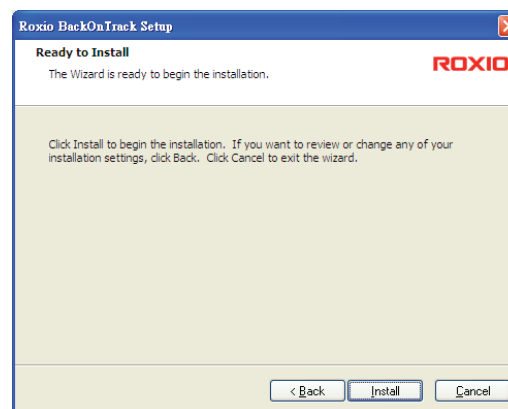 Roxio BackOnTrack Setup
Ready to Install
The Wizard is ready to begin the installation.
ROXIO
Click Install to begin the installation. If you want to review or change any of your
installation settings, click Back. Click Cancel to exit the wizard.
< Back
Install
Cancel